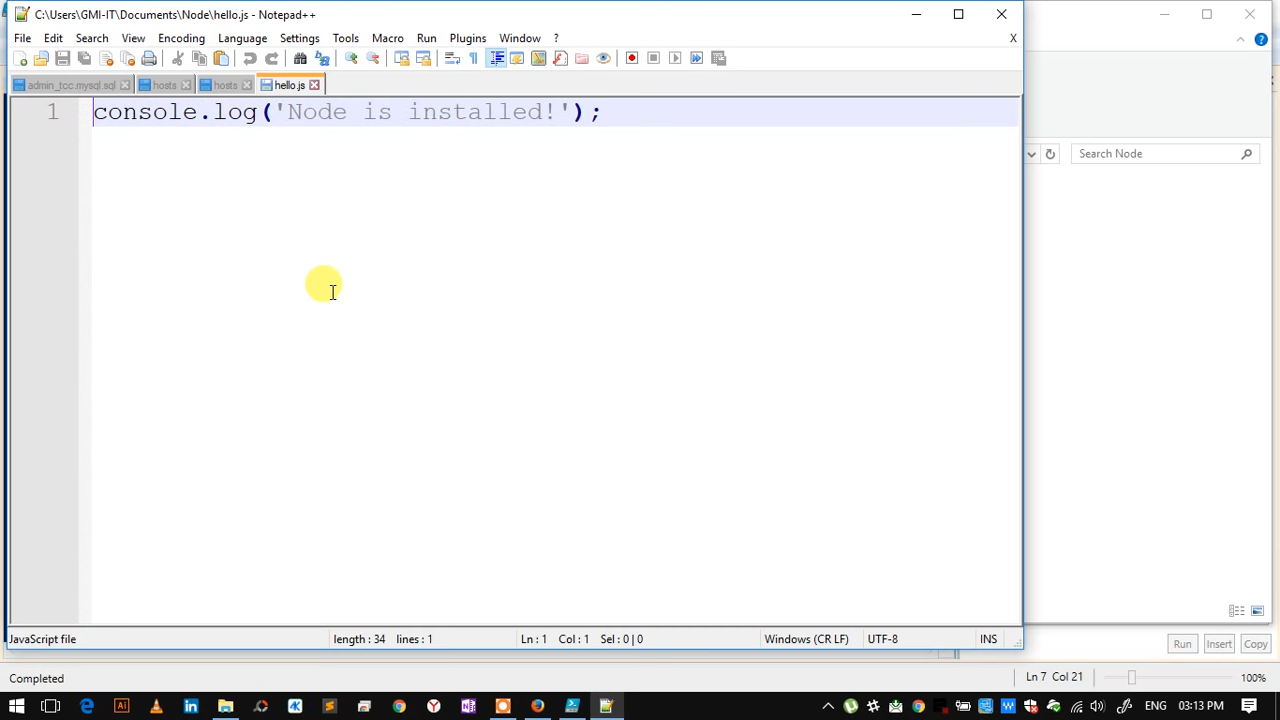 C:\Users\GMI-IT\Documents\Node\hello.js - Notepad++
File Edit Search View Encoding Language Settings Tools Macro Run Plugins Window ? X
admin_tcc.mysql.sql hosts hosts hello.js
1 console.log('Node is installed!');
Search Node
JavaScript file length : 34 lines : 1 Ln : 1 Col : 1 Sel : 0 | 0 Windows (CR LF) UTF-8 INS
Run Insert Copy
Completed Ln 7 Col 21 100%
ENG 03:13 PM